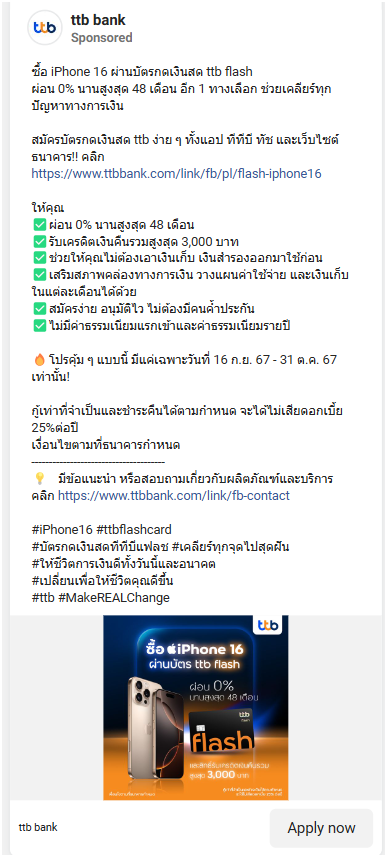 ttb bank
Sponsored
ซื้อ iPhone 16 ผ่านบัตรกดเงินสด ttb flash
ผ่อน 0% นานสูงสุด 48 เดือน อีก 1 ทางเลือก ช่วยเคลียร์ทุก
ปัญหาทางการเงิน
สมัครบัตรกดเงินสด ttb ง่าย ๆ ทั้งแอป ทีทีบี ทัช และเว็บไซต์
ธนาคาร!! คลิก
https://www.ttbbank.com/link/fb/pl/flash-iphone16
ให้คุณ
✅ผ่อน 0% นานสูงสุด 48 เดือน
✅รับเครดิตเงินคืนรวมสูงสุด 3,000 บาท
✅ช่วยให้คุณไม่ต้องเอาเงินเก็บ เงินสำรองออกมาใช้ก่อน
✅เสริมสภาพคล่องทางการเงิน วางแผนค่าใช้จ่าย และเงินเก็บ
ในแต่ละเดือนได้ด้วย
✅สมัครง่าย อนุมัติไว ไม่ต้องมีคนค้ำประกัน
✅ไม่มีค่าธรรมเนียมแรกเข้าและค่าธรรมเนียมรายปี
🔥โปรคุ้ม ๆ แบบนี้ มีแค่เฉพาะวันที่ 16 ก.ย. 67 - 31 ต.ค. 67
เท่านั้น!
กู้เท่าที่จำเป็นและชำระคืนได้ตามกำหนด จะได้ไม่เสียดอกเบี้ย
25%ต่อปี
เงื่อนไขตามที่ธนาคารกำหนด
--------------------------------------
💡 มีข้อแนะนำ หรือสอบถามเกี่ยวกับผลิตภัณฑ์และบริการ
คลิก https://www.ttbbank.com/link/fb-contact
#iPhone16 #ttbflashcard
#บัตรกดเงินสดทีทีบีแฟลช #เคลียร์ทุกจุดไปสุดฝัน
#ให้ชีวิตการเงินดีทั้งวันนี้และอนาคต
#เปลี่ยนเพื่อให้ชีวิตคุณดีขึ้น
#ttb #MakeREALChange
ttb
ซื้อ iPhone 16
ผ่านบัตร ttb flash
ผ่อน 0%
นานสูงสุด 48 เดือน
ttb
flash
และสิทธิ์รับเครดิตเงินคืนรวม
สูงสุด 3,000 บาท
ttb bank
Apply now